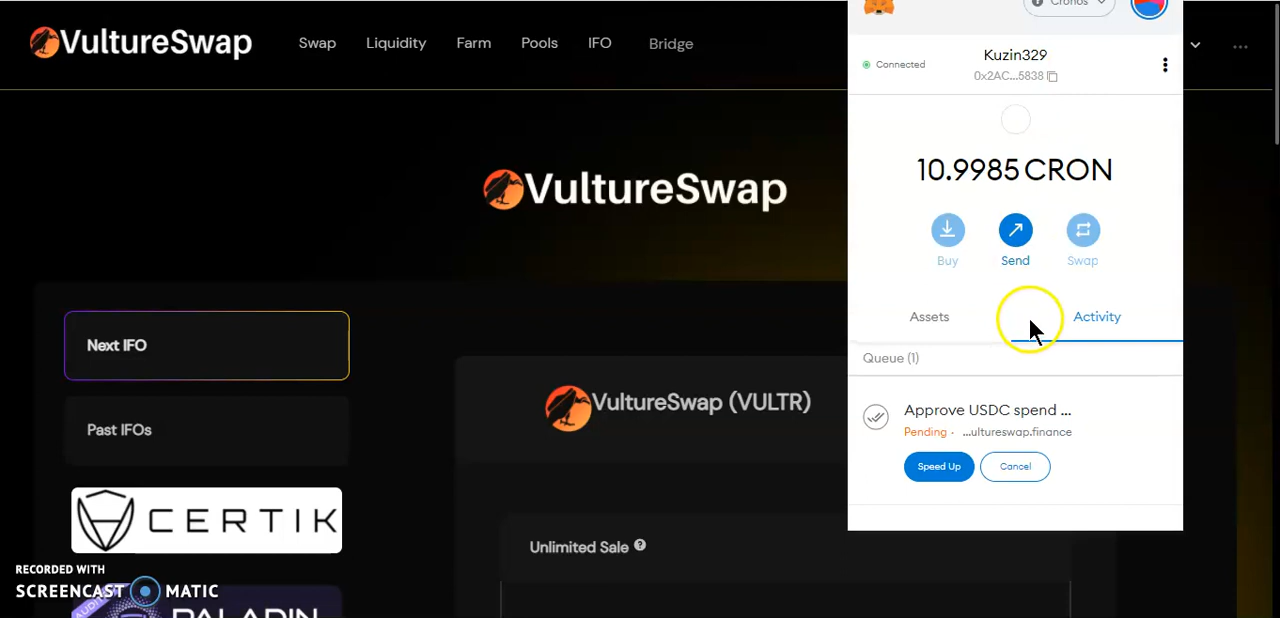 VultureSwap
Swap
Liquidity
Farm
Pools
IFO
Bridge
...
Cronos
Connected
Kuzin329
0x2AC...5838
10.9985 CRON
Buy
Send
Swap
Assets
Activity
Queue (1)
Approve USDC spend ...
Pending · ...ultureswap.finance
Speed Up
Cancel
VultureSwap
Next IFO
Past IFOs
CERTIK
AUDIT
PALADIN
VultureSwap (VULTR)
Unlimited Sale ?
RECORDED WITH
SCREENCAST MATIC